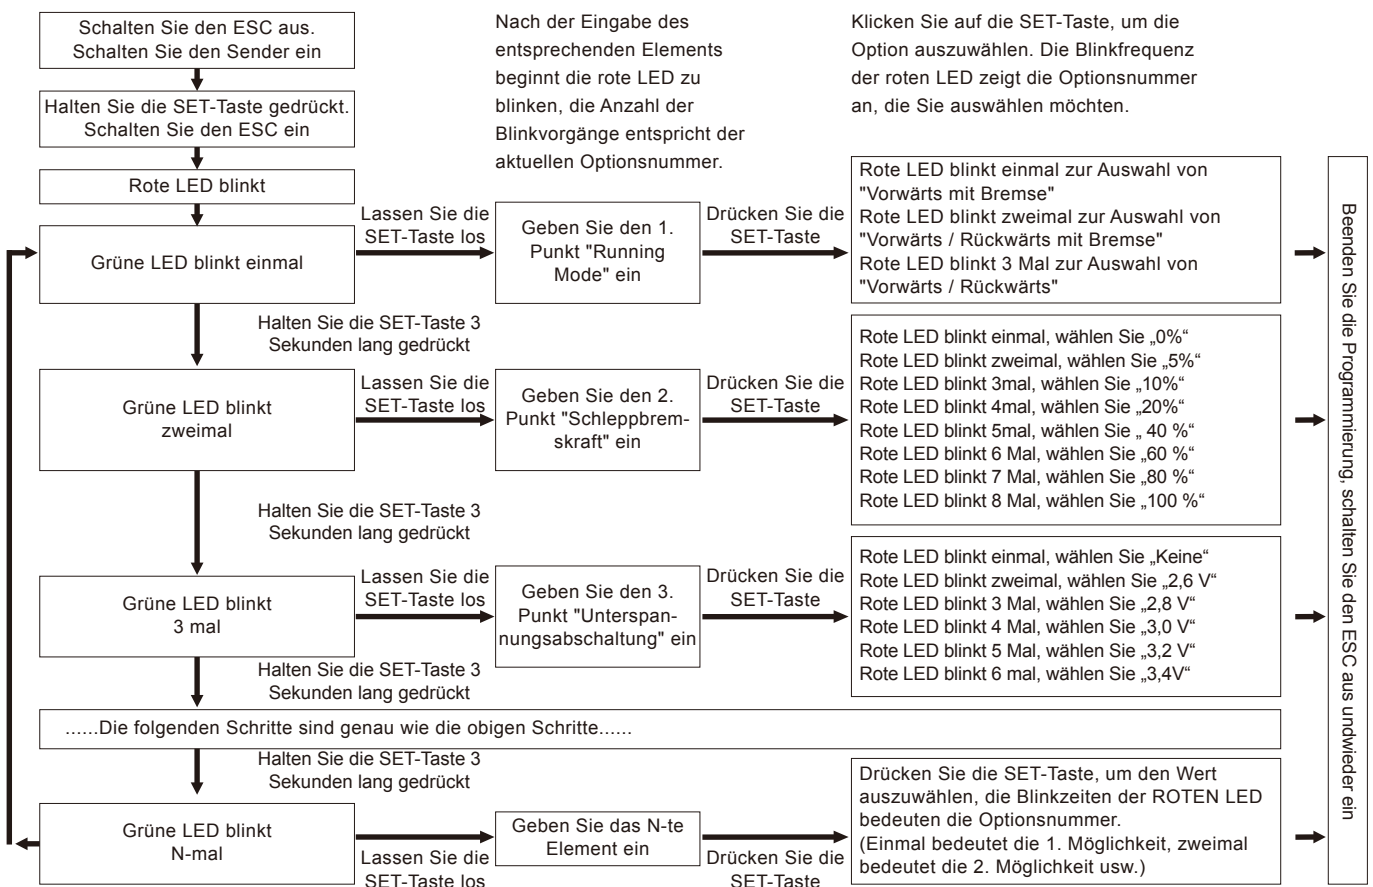 Schalten Sie den ESC aus.
Schalten Sie den Sender ein
Halten Sie die SET-Taste gedrückt.
Schalten Sie den ESC ein
Rote LED blinkt
Nach der Eingabe des
entsprechenden Elements
beginnt die rote LED zu
blinken, die Anzahl der
Blinkvorgänge entspricht der
aktuellen Optionsnummer.
Klicken Sie auf die SET-Taste, um die
Option auszuwählen. Die Blinkfrequenz
der roten LED zeigt die Optionsnummer
an, die Sie auswählen möchten.
Grüne LED blinkt einmal
Lassen Sie die
SET-Taste los
Geben Sie den 1.
Punkt "Running
Mode" ein
Drücken Sie die
SET-Taste
Rote LED blinkt einmal zur Auswahl von
"Vorwärts mit Bremse"
Rote LED blinkt zweimal zur Auswahl von
"Vorwärts / Rückwärts mit Bremse"
Rote LED blinkt 3 Mal zur Auswahl von
"Vorwärts / Rückwärts"
Halten Sie die SET-Taste 3
Sekunden lang gedrückt
Grüne LED blinkt
zweimal
Lassen Sie die
SET-Taste los
Geben Sie den 2.
Punkt "Schleppbrem-
skraft" ein
Drücken Sie die
SET-Taste
Rote LED blinkt einmal, wählen Sie „0%“
Rote LED blinkt zweimal, wählen Sie „5%“
Rote LED blinkt 3mal, wählen Sie „10%“
Rote LED blinkt 4mal, wählen Sie „20%“
Rote LED blinkt 5mal, wählen Sie „ 40 %“
Rote LED blinkt 6 Mal, wählen Sie „60 %“
Rote LED blinkt 7 Mal, wählen Sie „80 %“
Rote LED blinkt 8 Mal, wählen Sie „100 %“
Halten Sie die SET-Taste 3
Sekunden lang gedrückt
Grüne LED blinkt
3 mal
Lassen Sie die
SET-Taste los
Geben Sie den 3.
Punkt "Unterspan-
nungsabschaltung" ein
Drücken Sie die
SET-Taste
Rote LED blinkt einmal, wählen Sie „Keine“
Rote LED blinkt zweimal, wählen Sie „2,6 V“
Rote LED blinkt 3 Mal, wählen Sie „2,8 V“
Rote LED blinkt 4 Mal, wählen Sie „3,0 V“
Rote LED blinkt 5 Mal, wählen Sie „3,2 V“
Rote LED blinkt 6 mal, wählen Sie „3,4V“
Halten Sie die SET-Taste 3
Sekunden lang gedrückt
......Die folgenden Schritte sind genau wie die obigen Schritte......
Halten Sie die SET-Taste 3
Sekunden lang gedrückt
Grüne LED blinkt
N-mal
Lassen Sie die
SET-Taste los
Geben Sie das N-te
Element ein
Drücken Sie die
SET-Taste
Drücken Sie die SET-Taste, um den Wert
auszuwählen, die Blinkzeiten der ROTEN LED
bedeuten die Optionsnummer.
(Einmal bedeutet die 1. Möglichkeit, zweimal
bedeutet die 2. Möglichkeit usw.)
Beenden Sie die Programmierung, schalten Sie den ESC aus undwieder ein